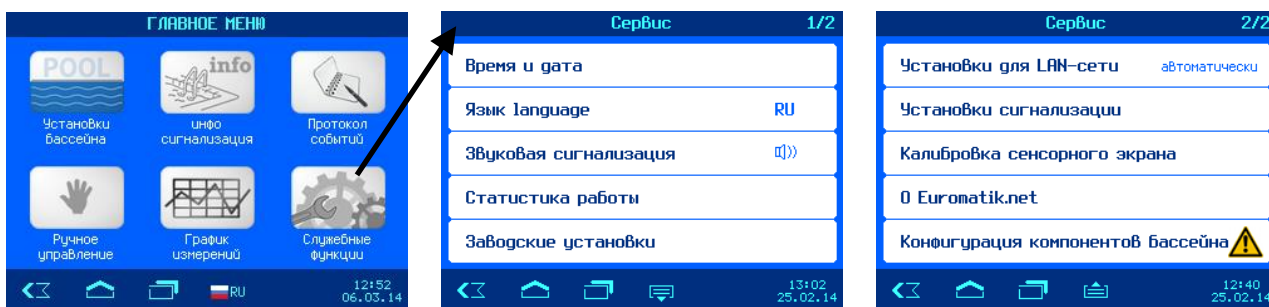 ГЛАВНОЕ МЕНЮ
POOL
info
Установки
бассейна
инфо
сигнализация
Протокол
событий
Ручное
управление
График
измерений
Служебные
функции
RU
12:52
06.03.14
Сервис 1/2
Время и дата
Язык language RU
Звуковая сигнализация
Статистика работы
Заводские установки
13:02
25.02.14
Сервис 2/2
Установки для LAN-сети автоматически
Установки сигнализации
Калибровка сенсорного экрана
О Euromatik.net
Конфигурация компонентов бассейна
12:40
25.02.14